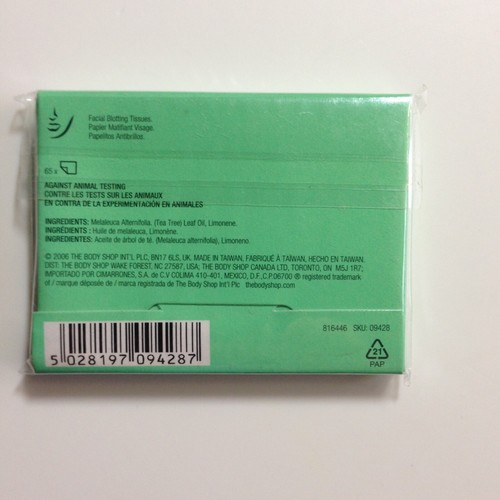 Facial Blotting Tissues.
Papier Matifiant Visage.
Papelitos Antibrillos.
65 x
AGAINST ANIMAL TESTING
CONTRE LES TESTS SUR LES ANIMAUX
EN CONTRA DE LA EXPERIMENTACIÓN EN ANIMALES
INGREDIENTS: Melaleuca Alternifolia, (Tea Tree) Leaf Oil, Limonene.
INGRÉDIENTS : Huile de melaleuca, Limonène.
INGREDIENTES: Aceite de árbol de té. (Melaleuca alternifolia), Limoneno.
© 2006 THE BODY SHOP INT'L PLC, BN17 6LS, UK. MADE IN TAIWAN, FABRIQUÉ À TAÏWAN, HECHO EN TAIWAN.
DIST: THE BODY SHOP WAKE FOREST, NC 27587, USA; THE BODY SHOP CANADA LTD, TORONTO, ON M5J 1R7;
IMPORTADO POR CIMARRONES, S.A. de C.V COLIMA 410-401, MEXICO, D.F.,C.P.06700 ® registered trademark
of / marque déposée de / marca registrada de The Body Shop Int'l Plc thebodyshop.com
816446 SKU: 09428
5 028197 094287
21
PAP